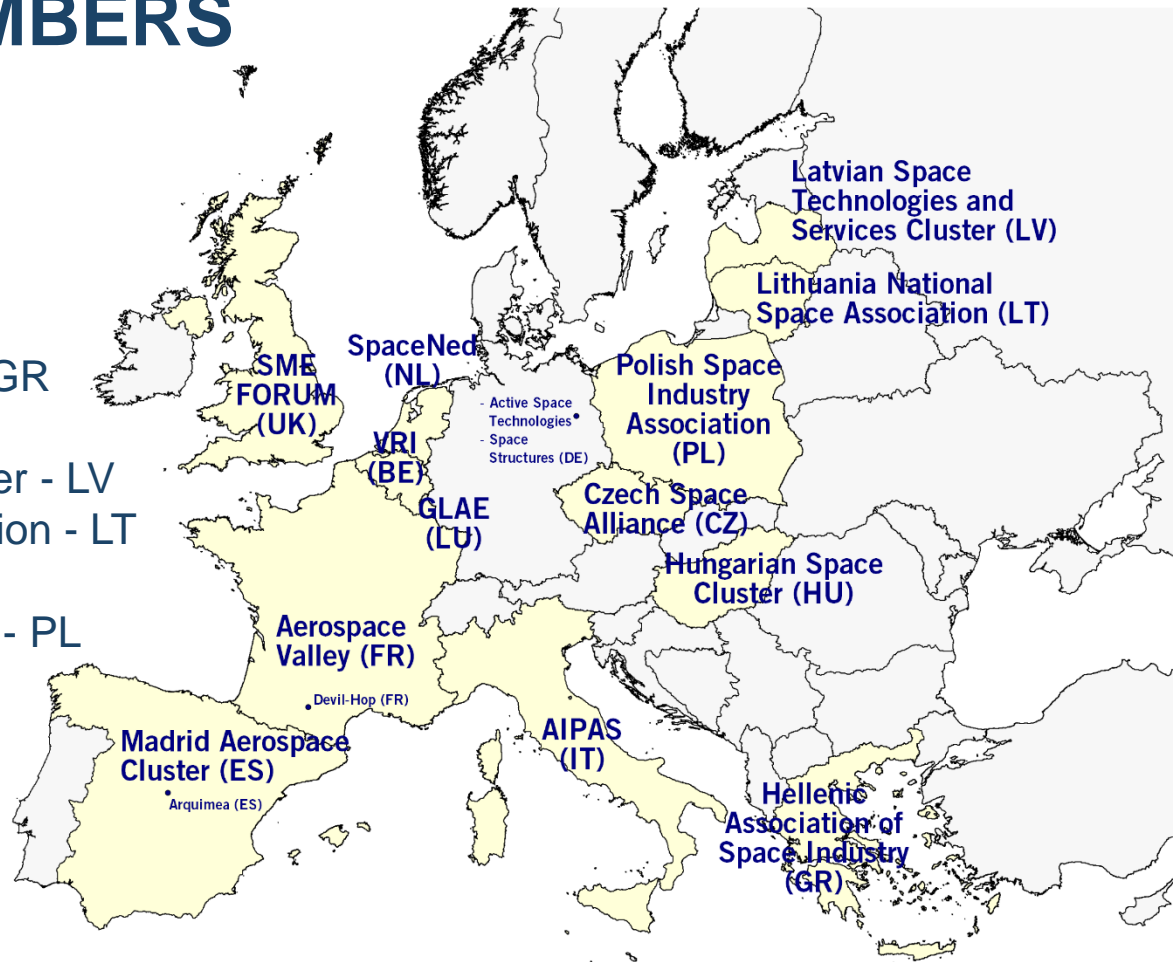 MBERS
GR
er - LV
ion - LT
- PL
Latvian Space
Technologies and
Services Cluster (LV)
Lithuania National
Space Association (LT)
SpaceNed
(NL)
SME
FORUM
(UK)
- Active Space
Technologies
- Space
Structures (DE)
Polish Space
Industry
Association
(PL)
VRI
(BE)
GLAE
(LU)
Czech Space
Alliance (CZ)
Hungarian Space
Cluster (HU)
Aerospace
Valley (FR)
Devil-Hop (FR)
Madrid Aerospace
Cluster (ES)
Arquimea (ES)
AIPAS
(IT)
Hellenic
Association of
Space Industry
(GR)